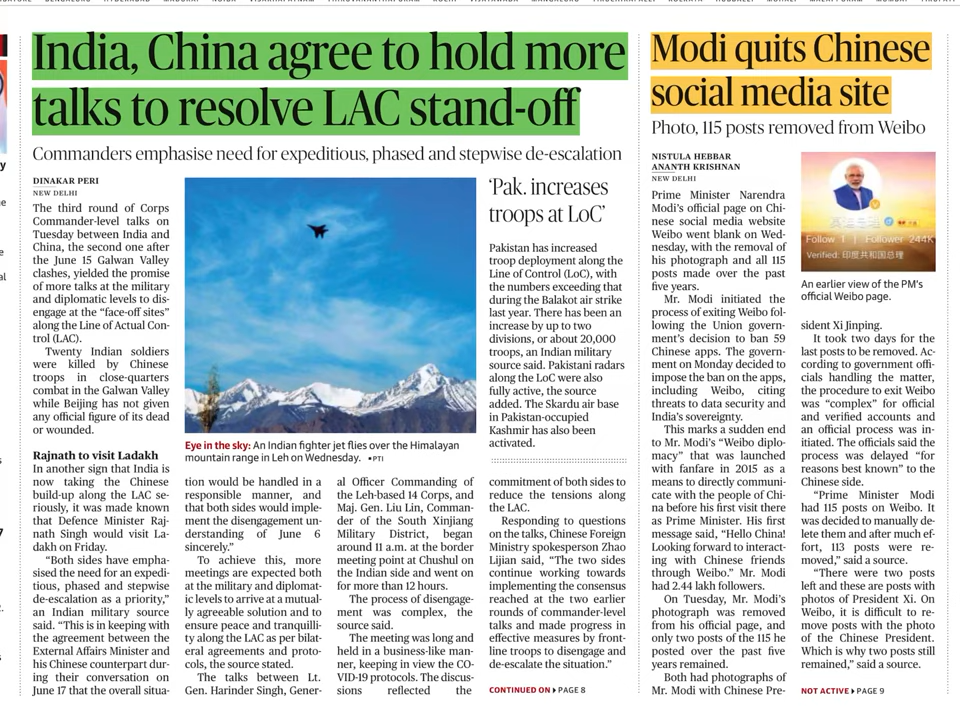 India, China agree to hold more
talks to resolve LAC stand-off
Commanders emphasise need for expeditious, phased and stepwise de-escalation
DINAKAR PERI
NEW DELHI
The third round of Corps
Commander-level talks on
Tuesday between India and
China, the second one after
the June 15 Galwan Valley
clashes, yielded the promise
of more talks at the military
and diplomatic levels to dis-
engage at the “face-off sites”
along the Line of Actual Con-
trol (LAC).
Twenty Indian soldiers
were killed by Chinese
troops in close-quarters
combat in the Galwan Valley
while Beijing has not given
any official figure of its dead
or wounded.
Rajnath to visit Ladakh
In another sign that India is
now taking the Chinese
build-up along the LAC se-
riously, it was made known
that Defence Minister Raj-
nath Singh would visit La-
dakh on Friday.
“Both sides have empha-
sised the need for an expedi-
tious, phased and stepwise
de-escalation as a priority,”
an Indian military source
said. “This is in keeping with
the agreement between the
External Affairs Minister and
his Chinese counterpart dur-
ing their conversation on
June 17 that the overall situa-
Eye in the sky: An Indian fighter jet flies over the Himalayan
mountain range in Leh on Wednesday. ▪PTI
tion would be handled in a
responsible manner, and
that both sides would imple-
ment the disengagement un-
derstanding of June 6
sincerely.”
To achieve this, more
meetings are expected both
at the military and diplomat-
ic levels to arrive at a mutual-
ly agreeable solution and to
ensure peace and tranquilli-
ty along the LAC as per bilat-
eral agreements and proto-
cols, the source stated.
The talks between Lt.
Gen. Harinder Singh, Gener-
al Officer Commanding of
the Leh-based 14 Corps, and
Maj. Gen. Liu Lin, Comman-
der of the South Xinjiang
Military District, began
around 11 a.m. at the border
meeting point at Chushul on
the Indian side and went on
for more than 12 hours.
The process of disengage-
ment was complex, the
source said.
The meeting was long and
held in a business-like man-
ner, keeping in view the CO-
VID-19 protocols. The discus-
sions reflected the
‘Pak. increases
troops at LoC’
Pakistan has increased
troop deployment along the
Line of Control (LoC), with
the numbers exceeding that
during the Balakot air strike
last year. There has been an
increase by up to two
divisions, or about 20,000
troops, an Indian military
source said. Pakistani radars
along the LoC were also
fully active, the source
added. The Skardu air base
in Pakistan-occupied
Kashmir has also been
activated.
commitment of both sides to
reduce the tensions along
the LAC.
Responding to questions
on the talks, Chinese Foreign
Ministry spokesperson Zhao
Lijian said, “The two sides
continue working towards
implementing the consensus
reached at the two earlier
rounds of commander-level
talks and made progress in
effective measures by front-
line troops to disengage and
de-escalate the situation.”
CONTINUED ON ▸ PAGE 8
Modi quits Chinese
social media site
Photo, 115 posts removed from Weibo
NISTULA HEBBAR
ANANTH KRISHNAN
NEW DELHI
Prime Minister Narendra
Modi’s official page on Chi-
nese social media website
Weibo went blank on Wed-
nesday, with the removal of
his photograph and all 115
posts made over the past
five years.
Mr. Modi initiated the
process of exiting Weibo fol-
lowing the Union govern-
ment’s decision to ban 59
Chinese apps. The govern-
ment on Monday decided to
impose the ban on the apps,
including Weibo, citing
threats to data security and
India’s sovereignty.
This marks a sudden end
to Mr. Modi’s “Weibo diplo-
macy” that was launched
with fanfare in 2015 as a
means to directly communi-
cate with the people of Chi-
na before his first visit there
as Prime Minister. His first
message said, “Hello China!
Looking forward to interact-
ing with Chinese friends
through Weibo.” Mr. Modi
had 2.44 lakh followers.
On Tuesday, Mr. Modi’s
photograph was removed
from his official page, and
only two posts of the 115 he
posted over the past five
years remained.
Both had photographs of
Mr. Modi with Chinese Pre-
Follow 1 | Follower 244K
Verified: 印度共和国总理
An earlier view of the PM’s
official Weibo page.
sident Xi Jinping.
It took two days for the
last posts to be removed. Ac-
cording to government offi-
cials handling the matter,
the procedure to exit Weibo
was “complex” for official
and verified accounts and
an official process was in-
itiated. The officials said the
process was delayed “for
reasons best known” to the
Chinese side.
“Prime Minister Modi
had 115 posts on Weibo. It
was decided to manually de-
lete them and after much ef-
fort, 113 posts were re-
moved,” said a source.
“There were two posts
left and these are posts with
photos of President Xi. On
Weibo, it is difficult to re-
move posts with the photo
of the Chinese President.
Which is why two posts still
remained,” said a source.
NOT ACTIVE ▸ PAGE 9